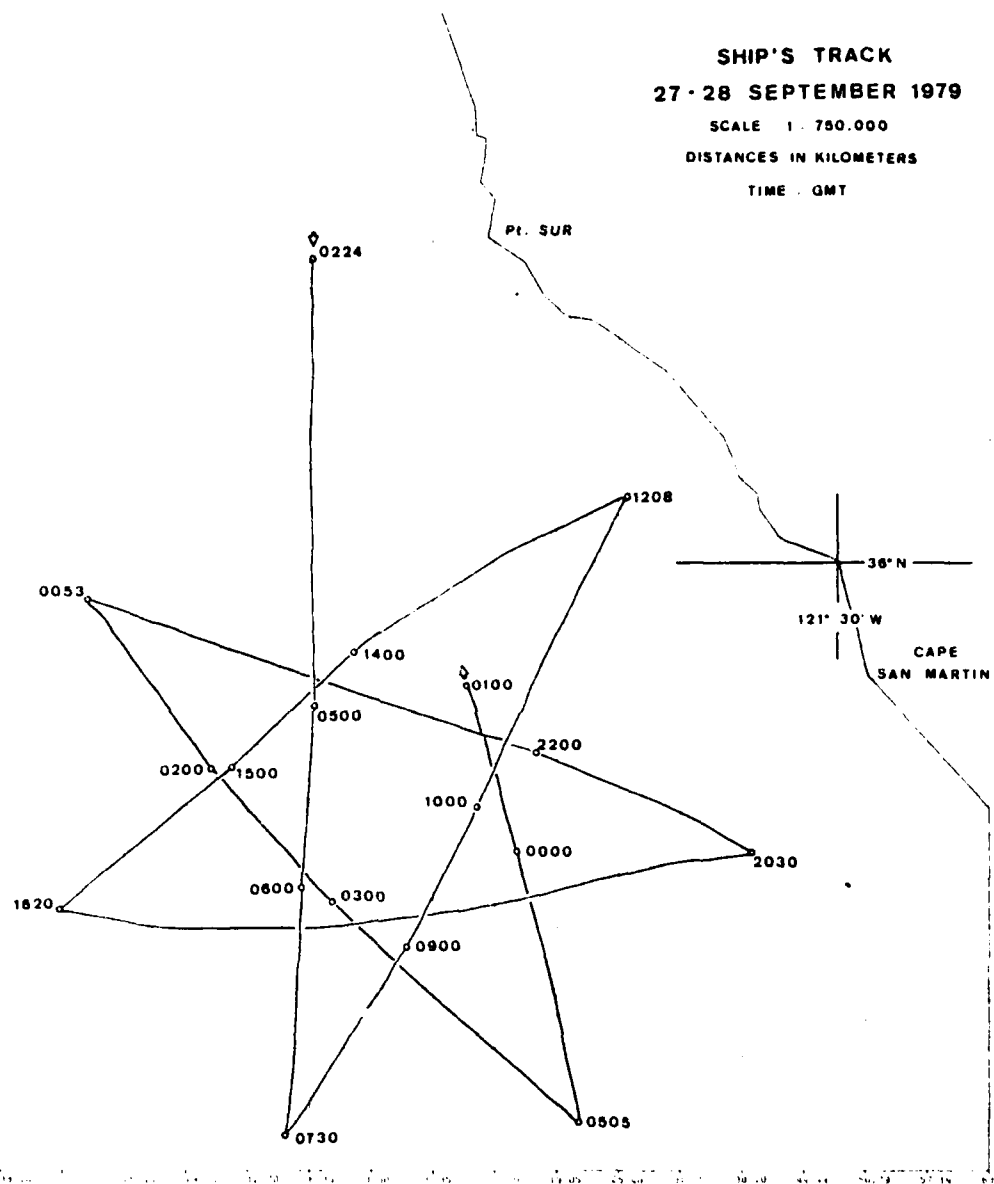 SHIP'S TRACK
27-28 SEPTEMBER 1979
SCALE 1 : 750.000
DISTANCES IN KILOMETERS
TIME : GMT
Pt. SUR
0224
1208
36°N
0053
121° 30' W
1400
CAPE
SAN MARTIN
0100
0500
2200
0200
1500
1000
0000
2030
0600
0300
1620
0900
0505
0730